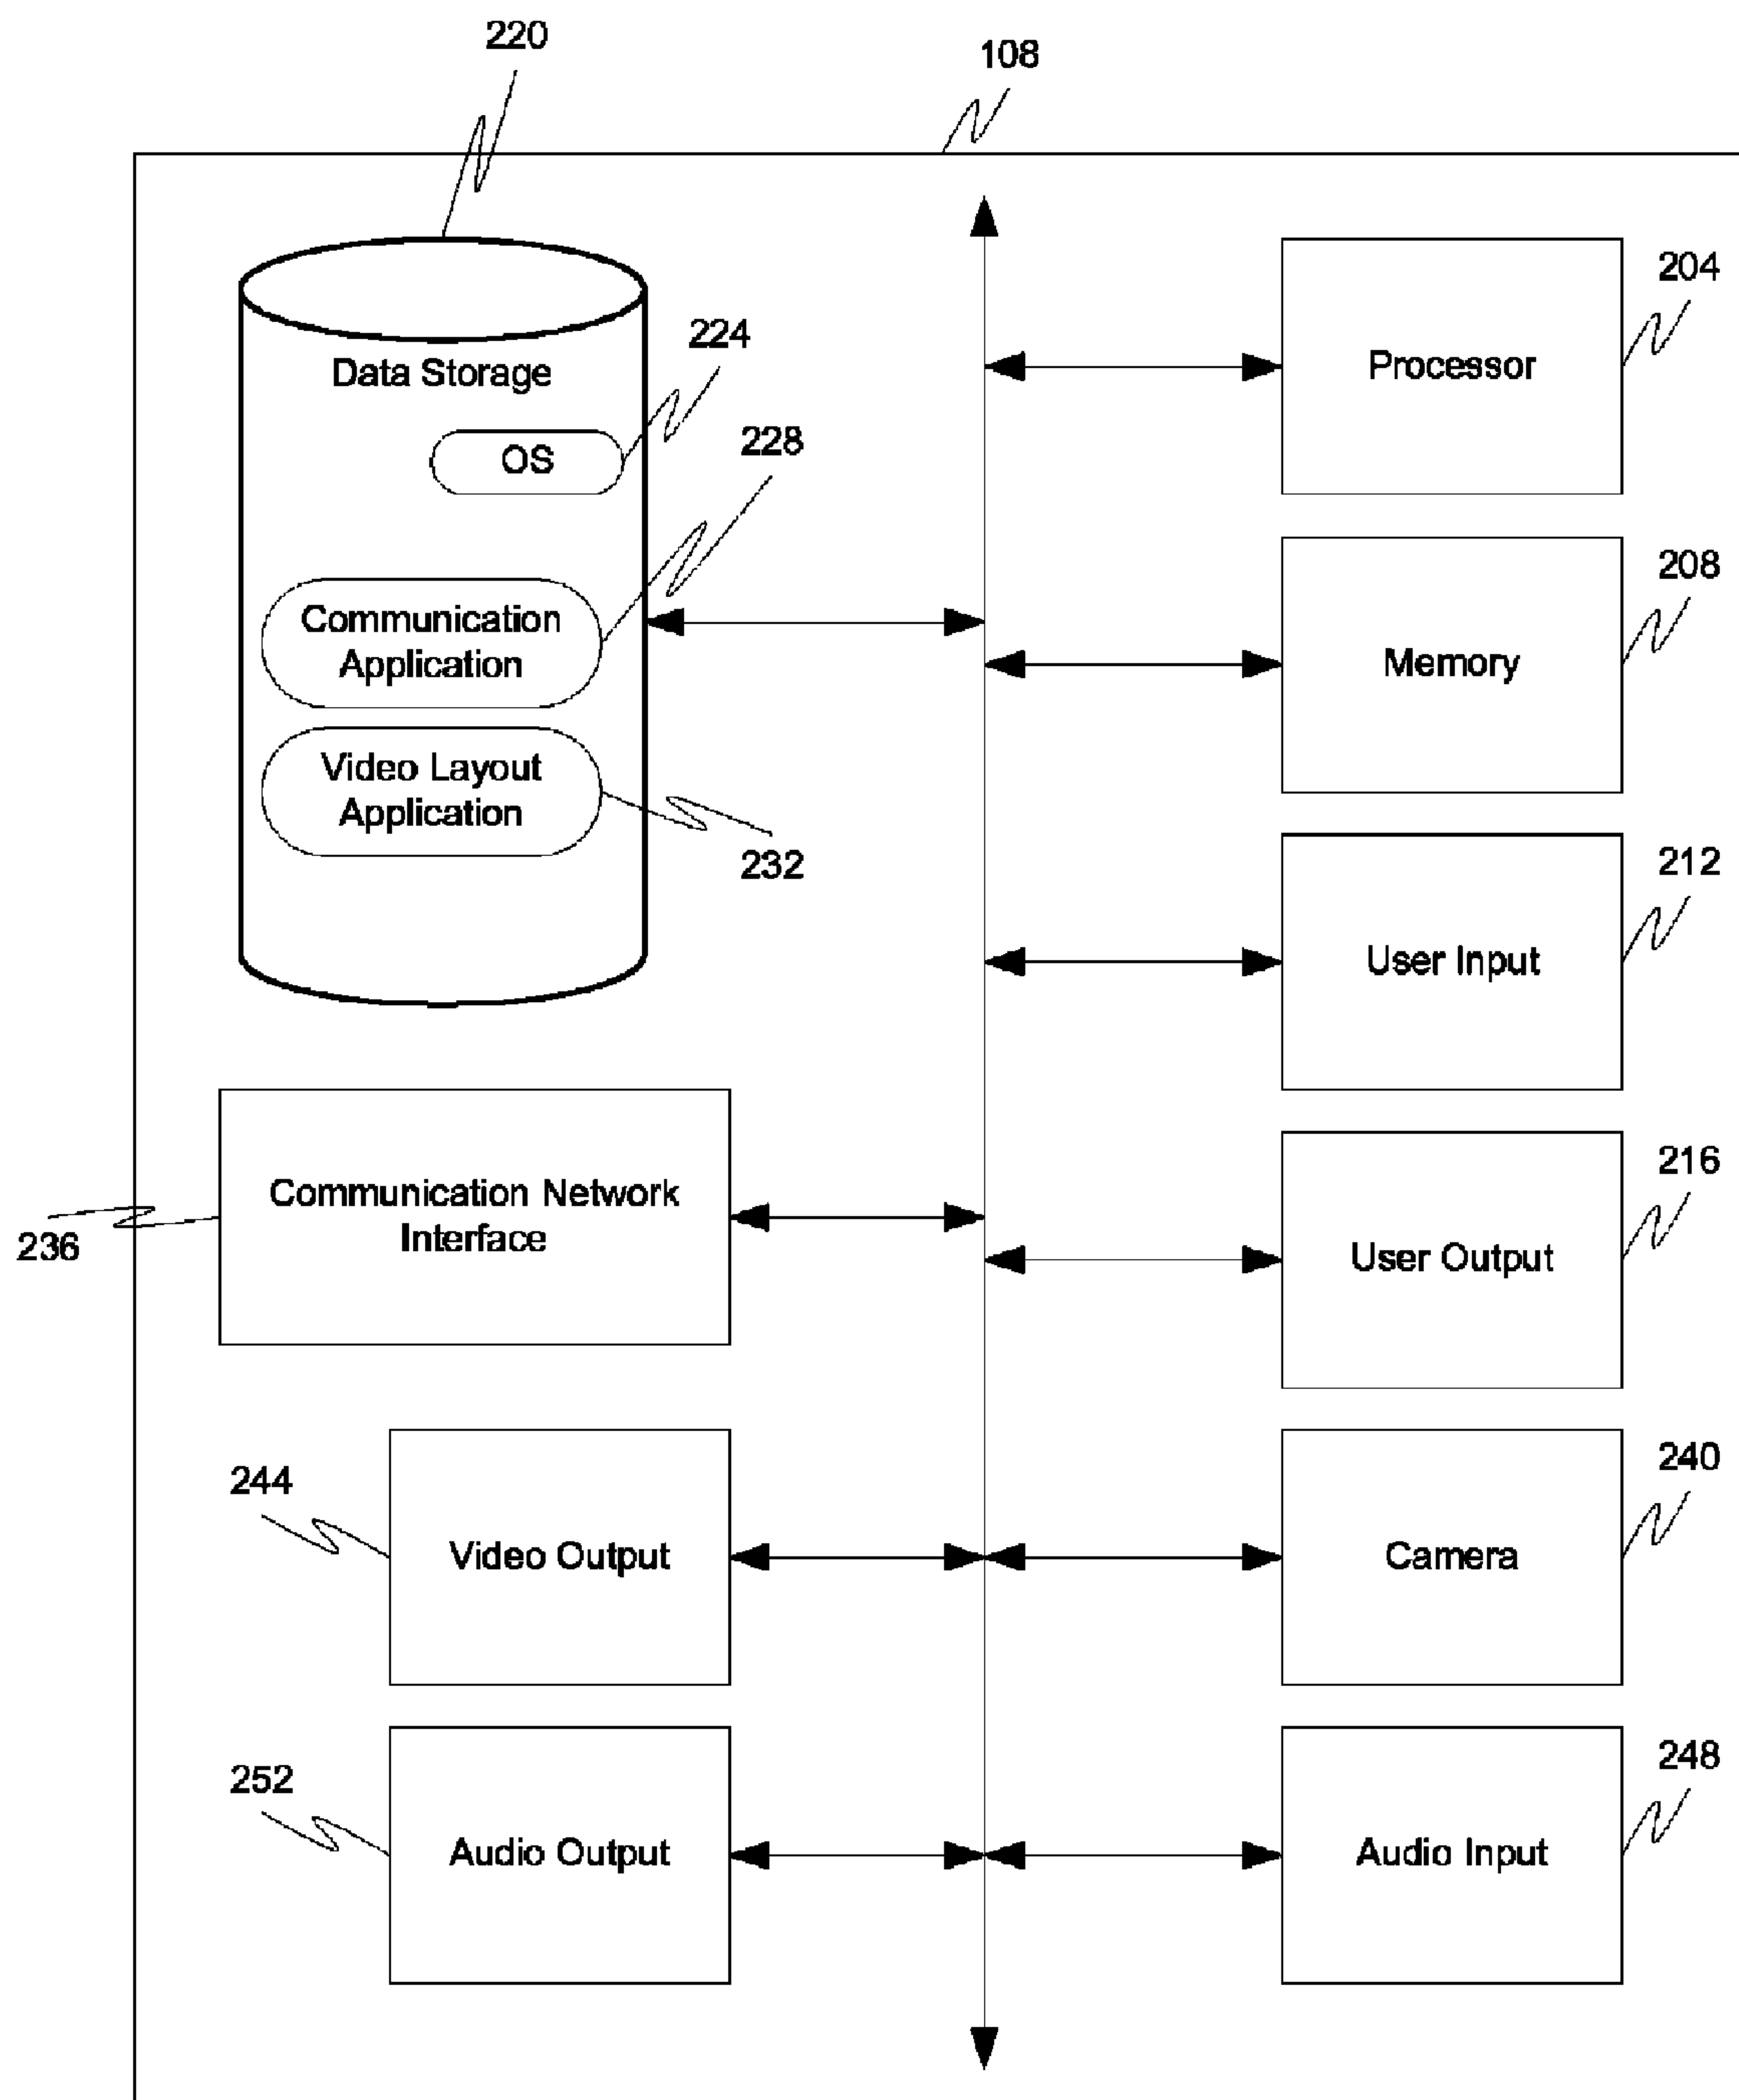 220
108
204
Data Storage
224
Processor
OS
228
208
Communication
Application
Memory
Video Layout
Application
232
212
User Input
216
Communication Network
Interface
236
User Output
244
240
Video Output
Camera
252
248
Audio Output
Audio Input